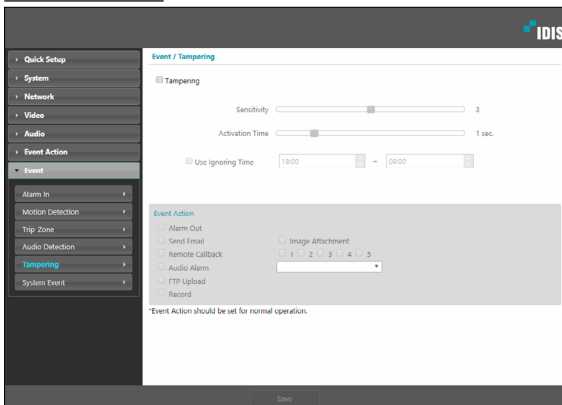 IDIS
Quick Setup
System
Network
Video
Audio
Event Action
Event
Alarm In
Motion Detection
Trip Zone
Audio Detection
Tampering
System Event
Event / Tampering
Tampering
Sensitivity 3
Activation Time 1 sec.
Use Ignoring Time 18:00 ~ 09:00
Event Action
Alarm Out
Send Email Image Attachment
Remote Callback 1 2 3 4 5
Audio Alarm
FTP Upload
Record
*Event Action should be set for normal operation.
Save